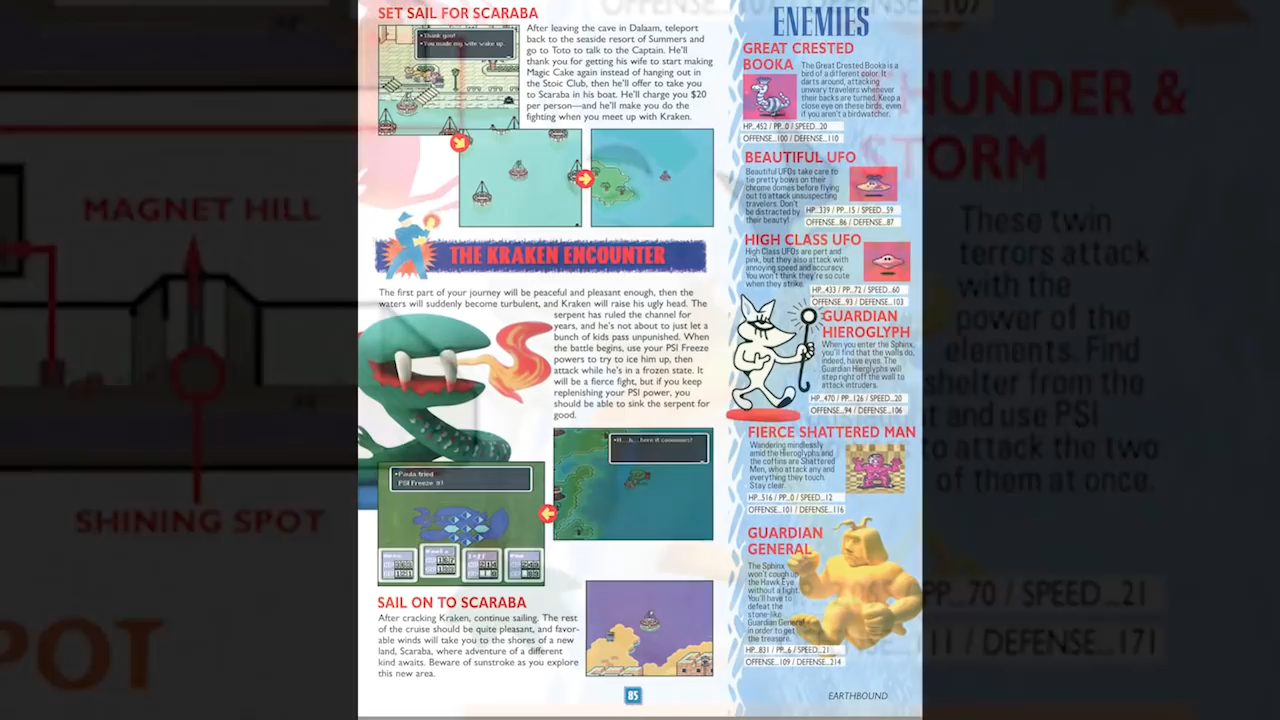 SET SAIL FOR SCARABA
•Thank you!
•You made my wife wake up.
After leaving the cave in Dalaam, teleport
back to the seaside resort of Summers and
go to Toto to talk to the Captain. He'll
thank you for getting his wife to start making
Magic Cake again instead of hanging out in
the Stoic Club, then he'll offer to take you
to Scaraba in his boat. He'll charge you $20
per person—and he'll make you do the
fighting when you meet up with Kraken.
THE KRAKEN ENCOUNTER
The first part of your journey will be peaceful and pleasant enough, then the
waters will suddenly become turbulent, and Kraken will raise his ugly head. The
serpent has ruled the channel for
years, and he's not about to just let a
bunch of kids pass unpunished. When
the battle begins, use your PSI Freeze
powers to try to ice him up, then
attack while he's in a frozen state. It
will be a fierce fight, but if you keep
replenishing your PSI power, you
should be able to sink the serpent for
good.
•Paula tried
PSI Freeze
SAIL ON TO SCARABA
After cracking Kraken, continue sailing. The rest
of the cruise should be quite pleasant, and favor-
able winds will take you to the shores of a new
land, Scaraba, where adventure of a different
kind awaits. Beware of sunstroke as you explore
this new area.
85
ENEMIES
GREAT CRESTED
BOOKA
The Great Crested Booka is a
bird of a different color. It
darts around, attacking
unwary travelers whenever
their backs are turned. Keep a
close eye on these birds, even
if you aren't a birdwatcher.
HP...452 / PP...0 / SPEED...20
OFFENSE...100 / DEFENSE...110
BEAUTIFUL UFO
Beautiful UFOs take care to
tie pretty bows on their
chrome domes before flying
out to attack unsuspecting
travelers. Don't
be distracted by
their beauty!
HP...339 / PP...15 / SPEED...59
OFFENSE...86 / DEFENSE...87
HIGH CLASS UFO
High Class UFOs are pert and
pink, but they also attack with
annoying speed and accuracy.
You won't think they're so cute
when they strike.
HP...433 / PP...72 / SPEED...60
OFFENSE...93 / DEFENSE...103
GUARDIAN
HIEROGLYPH
When you enter the Sphinx,
you'll find that the walls do,
indeed, have eyes. The
Guardian Hierglyphs will
step right off the wall to
attack intruders.
HP...470 / PP...126 / SPEED...20
OFFENSE...94 / DEFENSE...106
FIERCE SHATTERED MAN
Wandering mindlessly
amid the Hieroglyphs and
the coffins are Shattered
Men, who attack any and
everything they touch.
Stay clear.
HP...516 / PP...0 / SPEED...12
OFFENSE...101 / DEFENSE...116
GUARDIAN
GENERAL
The Sphinx
won't cough up
the Hawk Eye
without a fight.
You'll have to
defeat the
stone-like
Guardian General
in order to get
the treasure.
HP...831 / PP...6 / SPEED...21
OFFENSE...109 / DEFENSE...214
EARTHBOUND
MAGNET HILL
SHINING SPOT
HUNDER &
STORM
These twin
terrors attack
with the
power of the
elements. Find
shelter from the
and use PSI
to attack the two
of them at once.
PP...70 / SPEED...21
DEFENSE...171